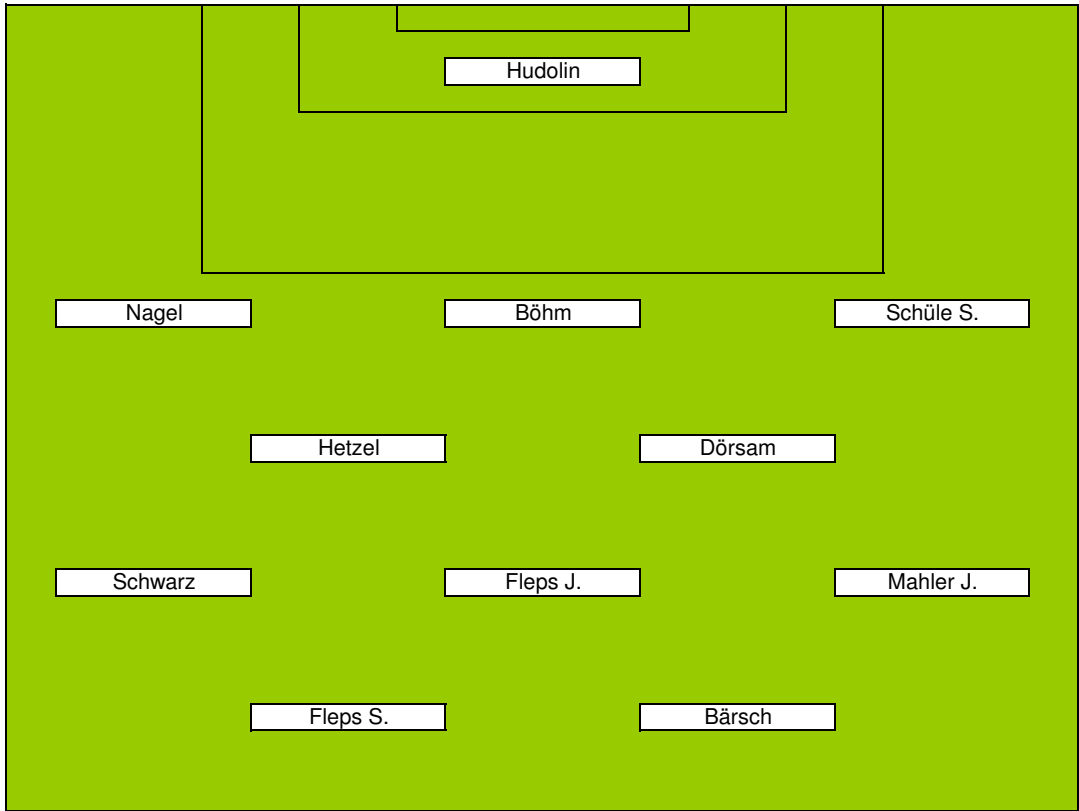 Hudolin
Nagel
Böhm
Schüle S.
Hetzel
Dörsam
Schwarz
Fleps J.
Mahler J.
Fleps S.
Bärsch